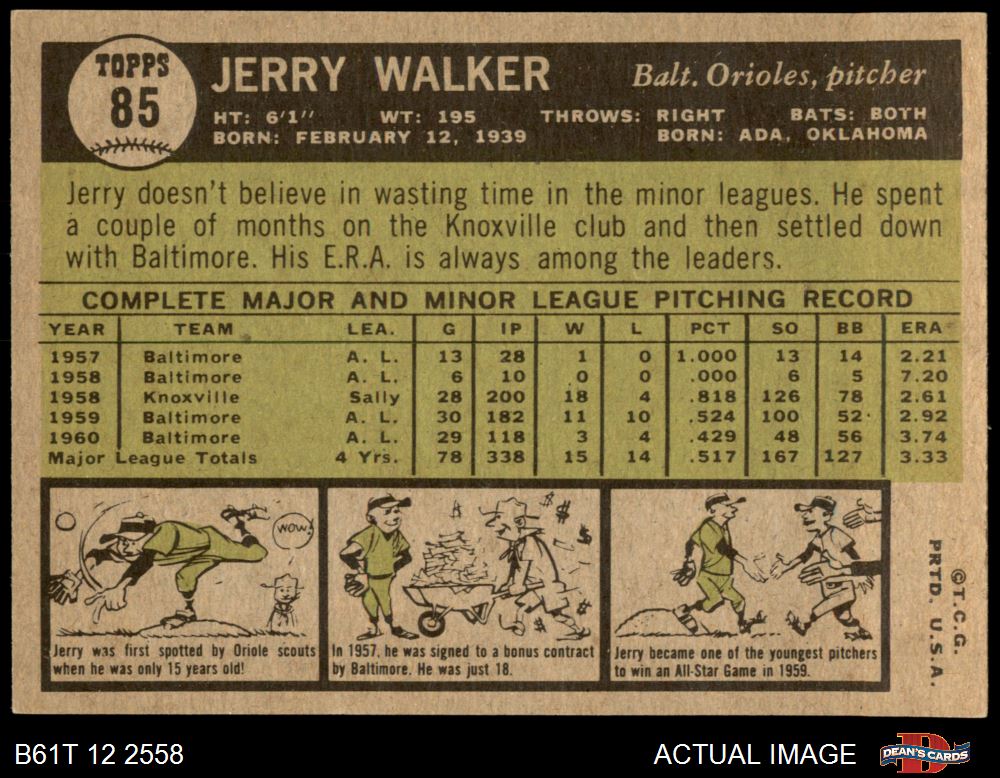 TOPPS
85
JERRY WALKER
Balt. Orioles, pitcher
HT: 6'1" WT: 195 THROWS: RIGHT BATS: BOTH
BORN: FEBRUARY 12, 1939 BORN: ADA, OKLAHOMA
Jerry doesn't believe in wasting time in the minor leagues. He spent
a couple of months on the Knoxville club and then settled down
with Baltimore. His E.R.A. is always among the leaders.
COMPLETE MAJOR AND MINOR LEAGUE PITCHING RECORD
YEAR TEAM LEA. G IP W L PCT SO BB ERA
1957 Baltimore A. L. 13 28 1 0 1.000 13 14 2.21
1958 Baltimore A. L. 6 10 0 0 .000 6 5 7.20
1958 Knoxville Sally 28 200 18 4 .818 126 78 2.61
1959 Baltimore A. L. 30 182 11 10 .524 100 52 2.92
1960 Baltimore A. L. 29 118 3 4 .429 48 56 3.74
Major League Totals 4 Yrs. 78 338 15 14 .517 167 127 3.33
WOW!
Jerry was first spotted by Oriole scouts
when he was only 15 years old!
$ $ $ $ $ $
In 1957, he was signed to a bonus contract
by Baltimore. He was just 18.
Jerry became one of the youngest pitchers
to win an All-Star Game in 1959.
©T.C.G.
PRTD. U.S.A.
B61T 12 2558
ACTUAL IMAGE
D
DEAN'S CARDS